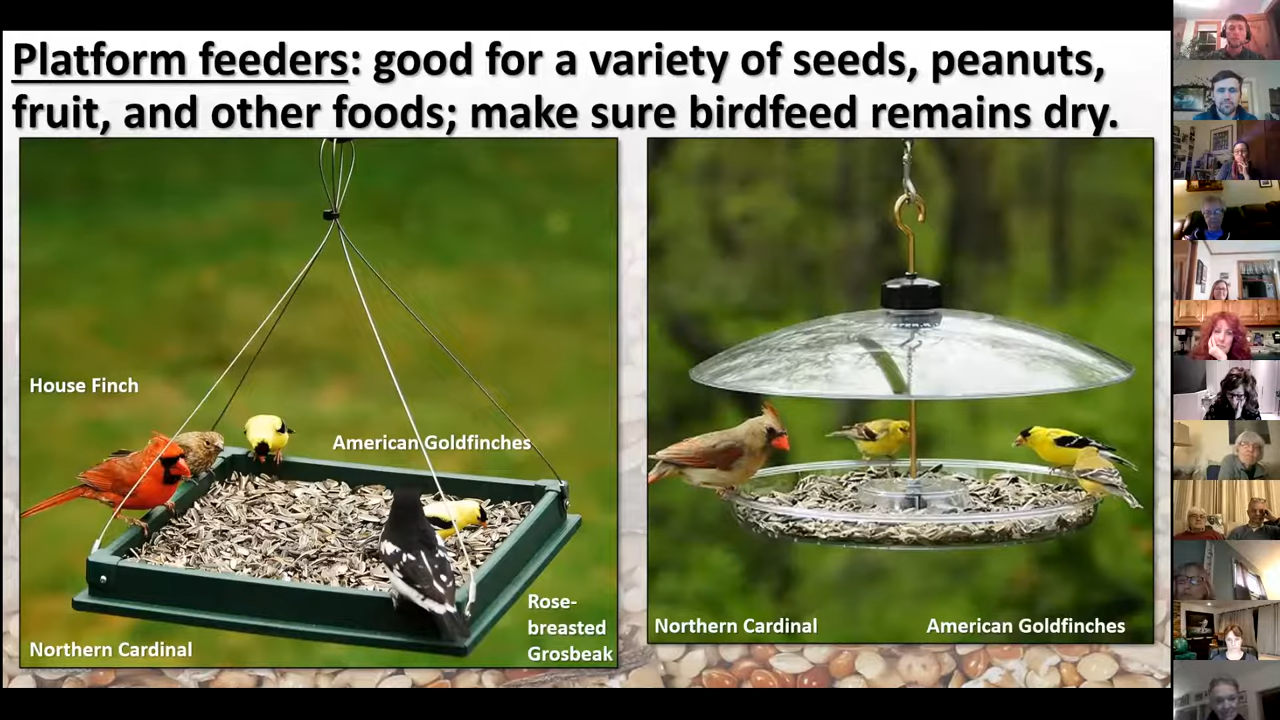 Platform feeders: good for a variety of seeds, peanuts,
fruit, and other foods; make sure birdfeed remains dry.
House Finch
American Goldfinches
Rose-
breasted
Grosbeak
Northern Cardinal
Northern Cardinal
American Goldfinches